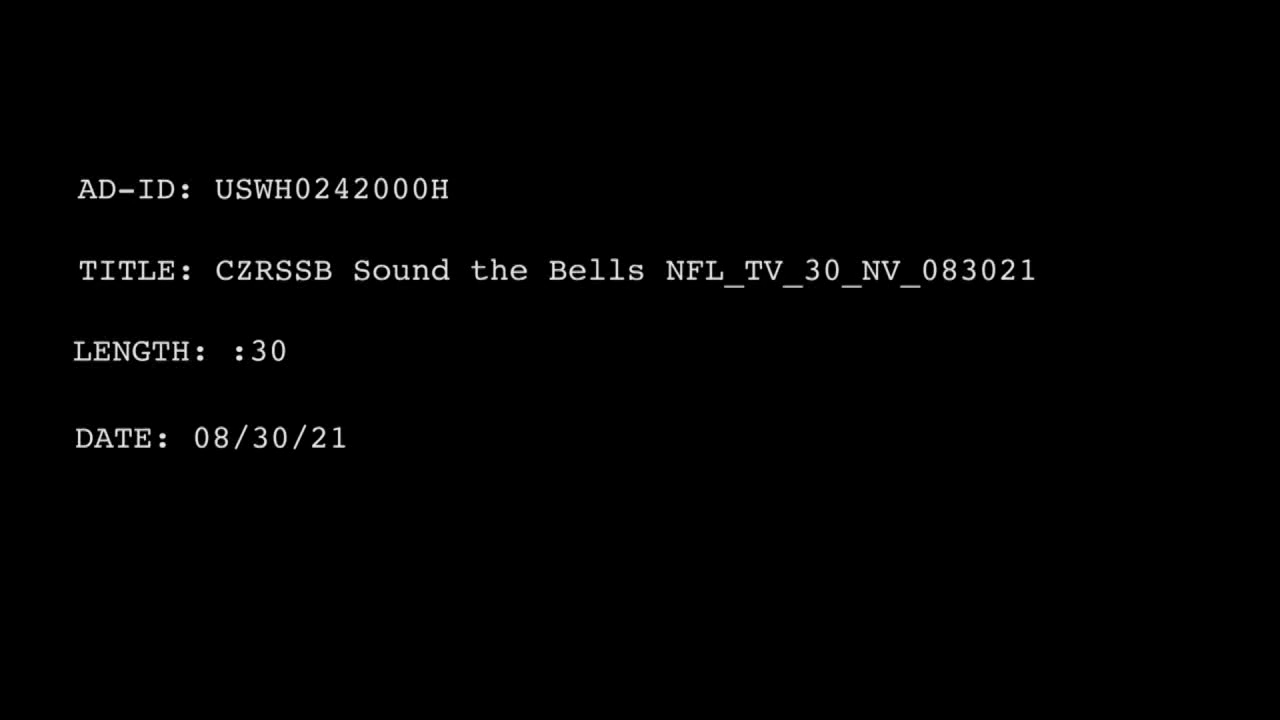 AD-ID: USWH0242000H
TITLE: CZRSSB Sound the Bells NFL_TV_30_NV_083021
LENGTH: :30
DATE: 08/30/21